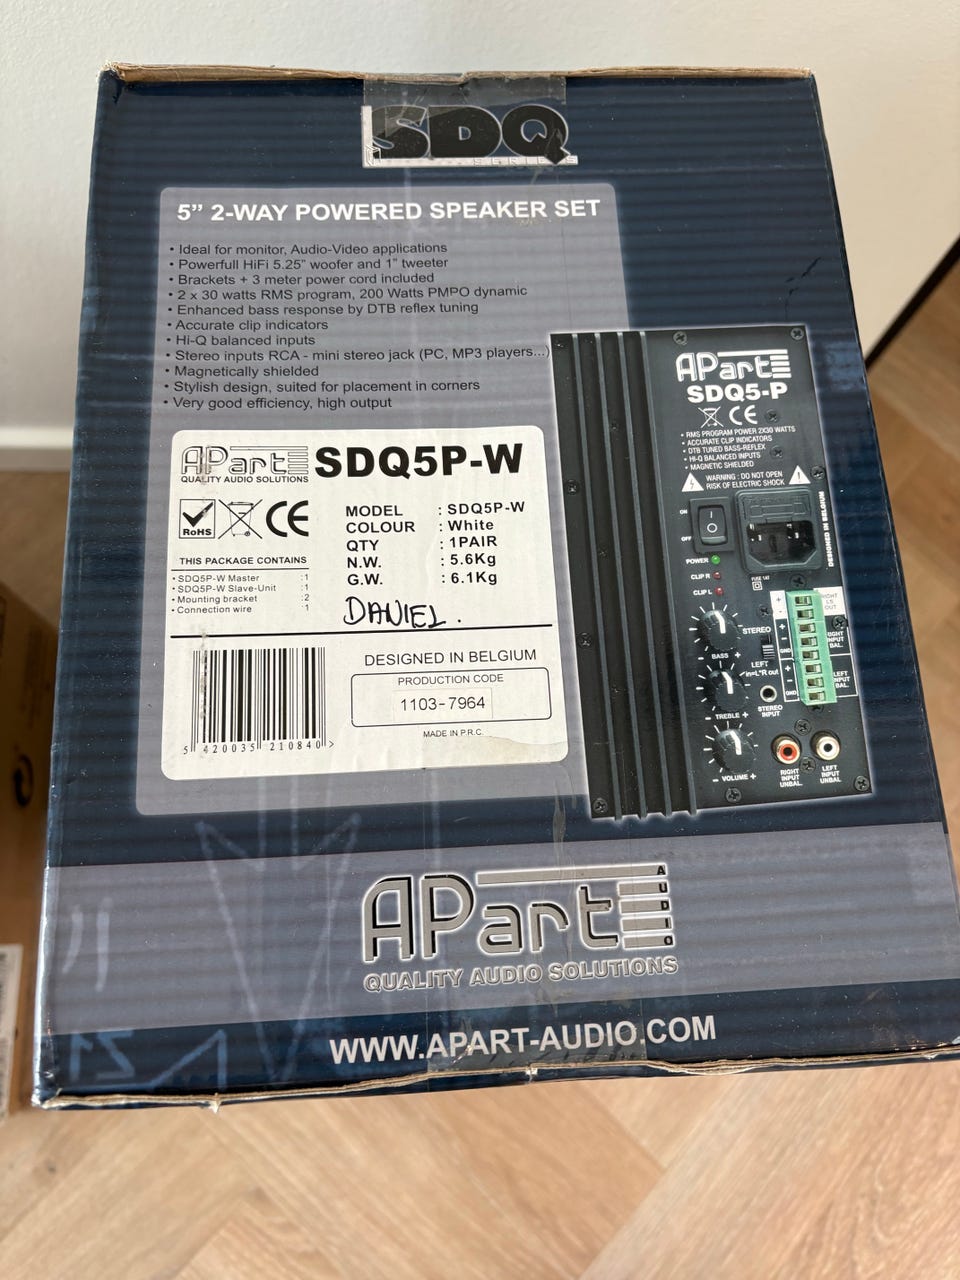 SDQ
SERIES
5” 2-WAY POWERED SPEAKER SET
• Ideal for monitor, Audio-Video applications
• Powerfull HiFi 5.25” woofer and 1” tweeter
• Brackets + 3 meter power cord included
• 2 x 30 watts RMS program, 200 Watts PMPO dynamic
• Enhanced bass response by DTB reflex tuning
• Accurate clip indicators
• Hi-Q balanced inputs
• Stereo inputs RCA - mini stereo jack (PC, MP3 players...)
• Magnetically shielded
• Stylish design, suited for placement in corners
• Very good efficiency, high output
APart SDQ5P-W
QUALITY AUDIO SOLUTIONS
RoHS CE
MODEL : SDQ5P-W
COLOUR : White
QTY : 1PAIR
N.W. : 5.6Kg
G.W. : 6.1Kg
THIS PACKAGE CONTAINS
• SDQ5P-W Master :1
• SDQ5P-W Slave-Unit :1
• Mounting bracket :2
• Connection wire :1
DANIEL.
DESIGNED IN BELGIUM
PRODUCTION CODE
1103-7964
MADE IN P.R.C.
5 420035 210840 >
APart
SDQ5-P
CE
• RMS PROGRAM POWER 2X30 WATTS
• ACCURATE CLIP INDICATORS
• DTB TUNED BASS-REFLEX
• HI-Q BALANCED INPUTS
• MAGNETIC SHIELDED
WARNING : DO NOT OPEN
RISK OF ELECTRIC SHOCK
ON
OFF
DESIGNED IN BELGIUM
POWER
CLIP R
CLIP L
RIGHT
LS
OUT
STEREO
RIGHT
INPUT
BAL.
GND
BASS
LEFT
in=L*R out
LEFT
INPUT
BAL.
GND
STEREO
INPUT
TREBLE
VOLUME
RIGHT
INPUT
UNBAL.
LEFT
INPUT
UNBAL
APart
AUDIO
QUALITY AUDIO SOLUTIONS
WWW.APART-AUDIO.COM